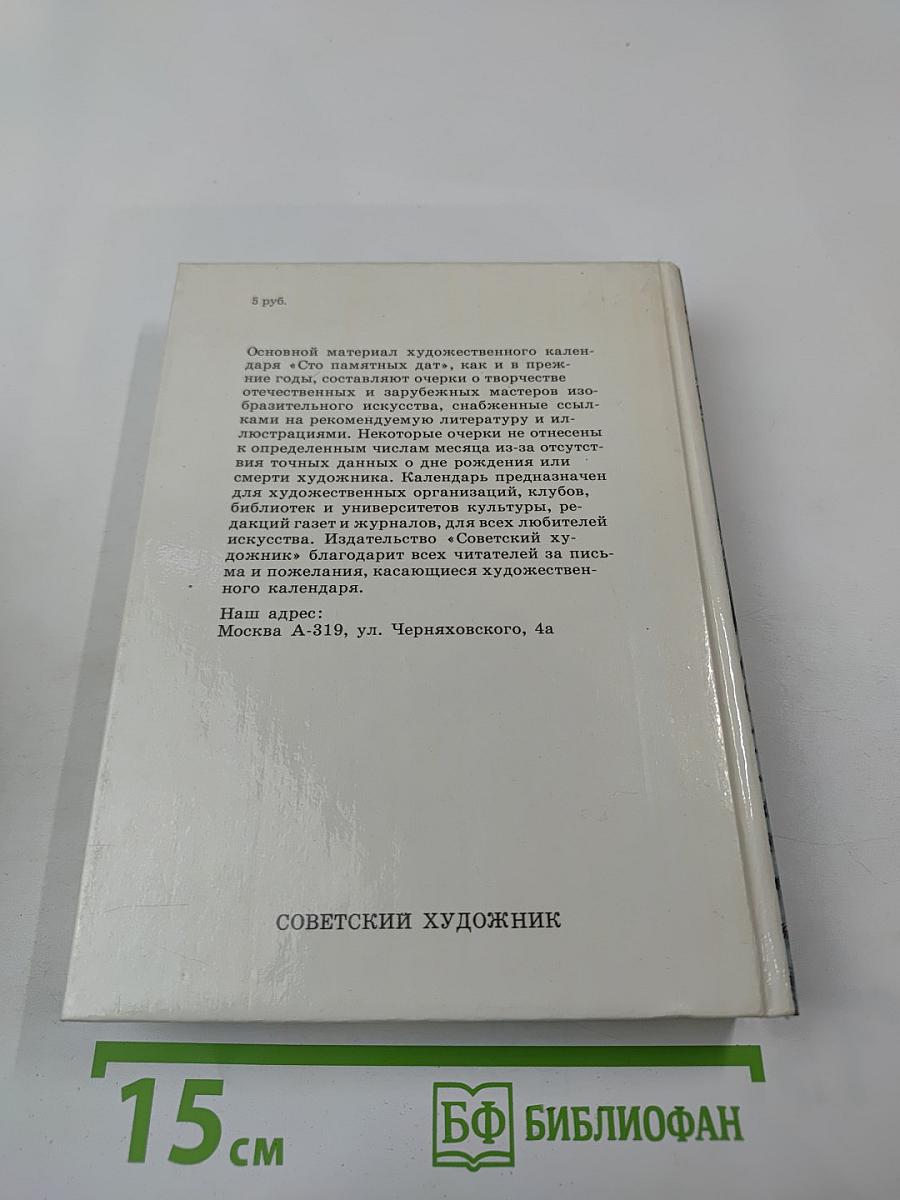 5 руб.
Основной материал художественного кален-
даря «Сто памятных дат», как и в преж-
ние годы, составляют очерки о творчестве
отечественных и зарубежных мастеров изо-
бразительного искусства, снабженные ссыл-
ками на рекомендуемую литературу и ил-
люстрациями. Некоторые очерки не отнесены
к определенным числам месяца из-за отсутст-
вия точных данных о дне рождения или
смерти художника. Календарь предназначен
для художественных организаций, клубов,
библиотек и университетов культуры, ре-
дакций газет и журналов, для всех любителей
искусства. Издательство «Советский ху-
дожник» благодарит всех читателей за пись-
ма и пожелания, касающиеся художествен-
ного календаря.
Наш адрес:
Москва А-319, ул. Черняховского, 4а
СОВЕТСКИЙ ХУДОЖНИК
15 см
БФ БИБЛИОФАН